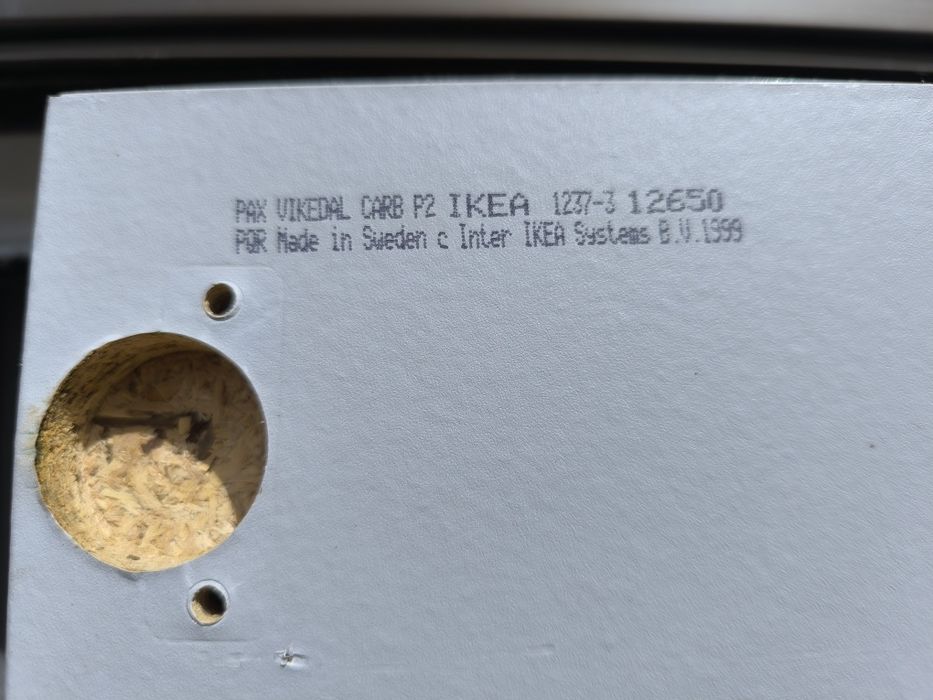 PAX VIKEDAL CARB P2 IKEA 1237-3 12650
PQR Made in Sweden c Inter IKEA Systems B.V.1999